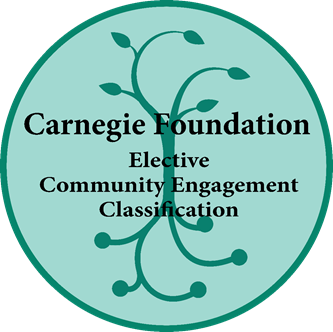 Carnegie Foundation
Elective
Community Engagement
Classification